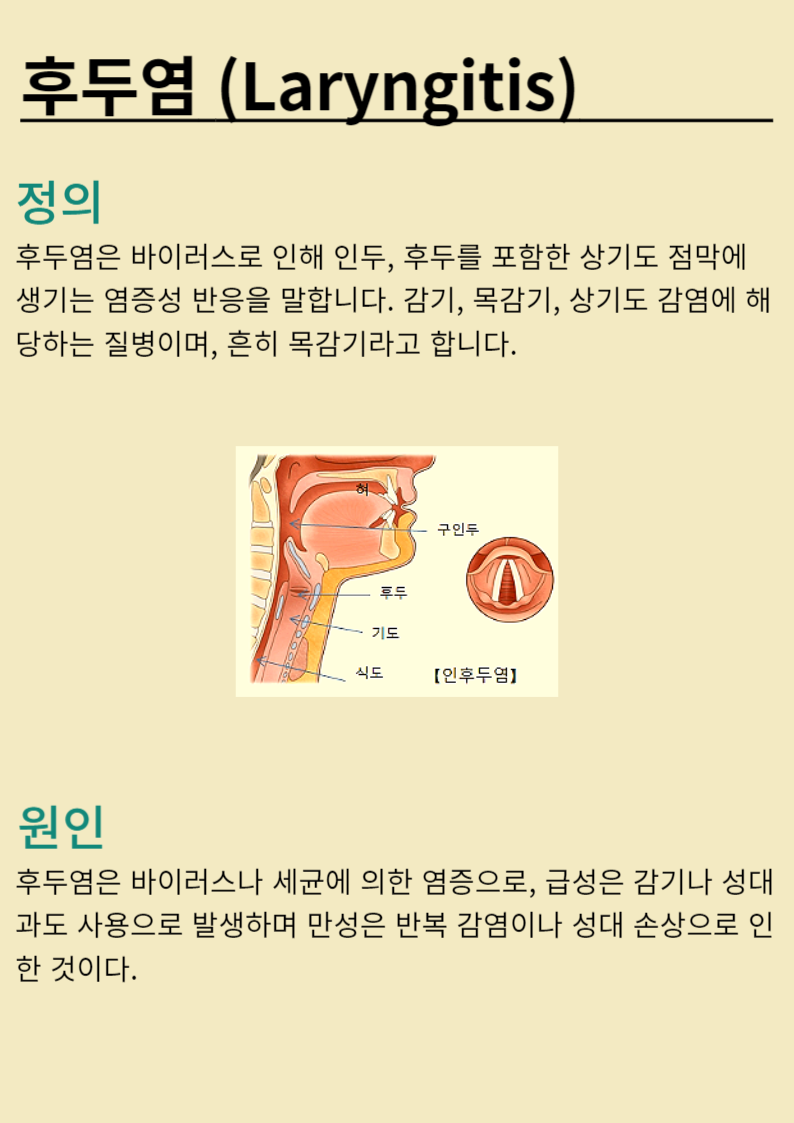 후두염 (Laryngitis)
정의
후두염은 바이러스로 인해 인두, 후두를 포함한 상기도 점막에
생기는 염증성 반응을 말합니다. 감기, 목감기, 상기도 감염에 해
당하는 질병이며, 흔히 목감기라고 합니다.
혀
구인두
후두
기도
식도
【인후두염】
원인
후두염은 바이러스나 세균에 의한 염증으로, 급성은 감기나 성대
과도 사용으로 발생하며 만성은 반복 감염이나 성대 손상으로 인
한 것이다.